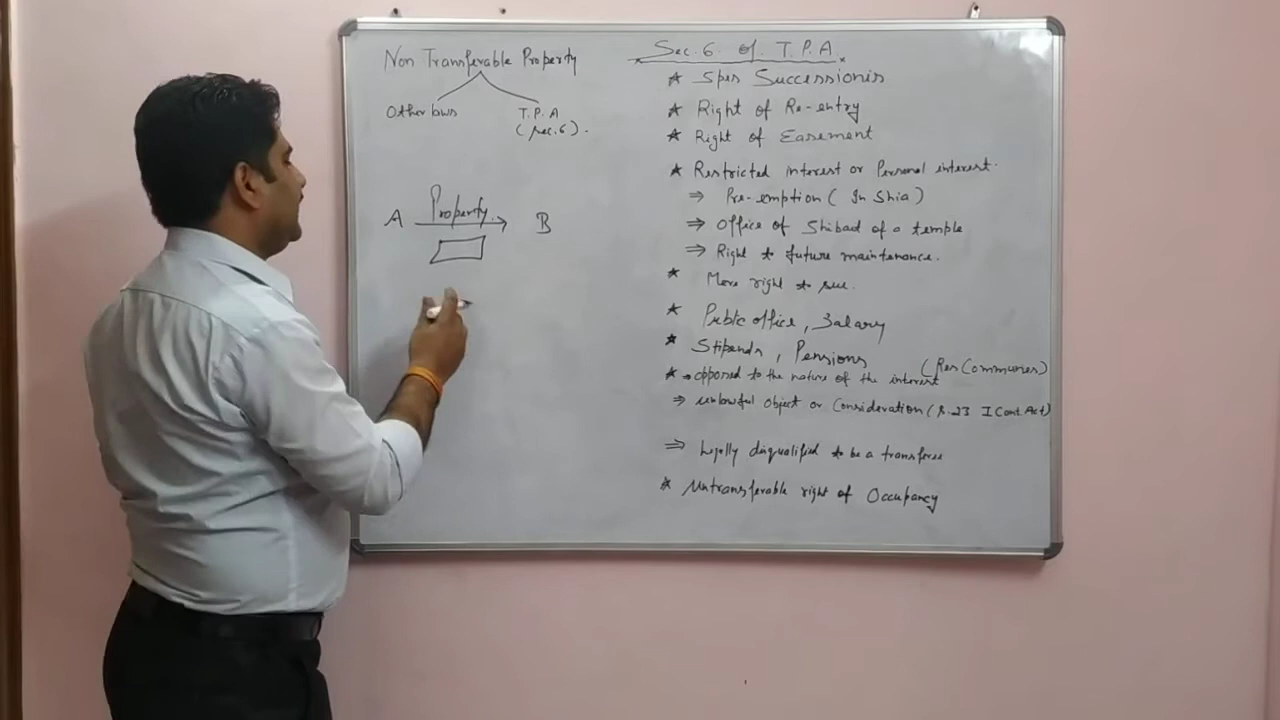 Non Transferable Property
Other laws
T.P.A
(Sec.6).
A Property B
Sec. 6. of T.P.A.
★ Spes Successionis
★ Right of Re-entry
★ Right of Easement
★ Restricted interest or Personal interest.
⇒ Pre-emption (In Shia)
⇒ Office of Shibad of a temple
⇒ Right to future maintenance.
★ Mere right to sue.
★ Public office, Salary
★ Stipends, Pensions
★ opposed to the nature of the interest (Res Communes)
⇒ unlawful Object or Consideration (S.23 I Cont. Act)
⇒ Legally disqualified to be a transferee
★ Untransferable right of Occupancy